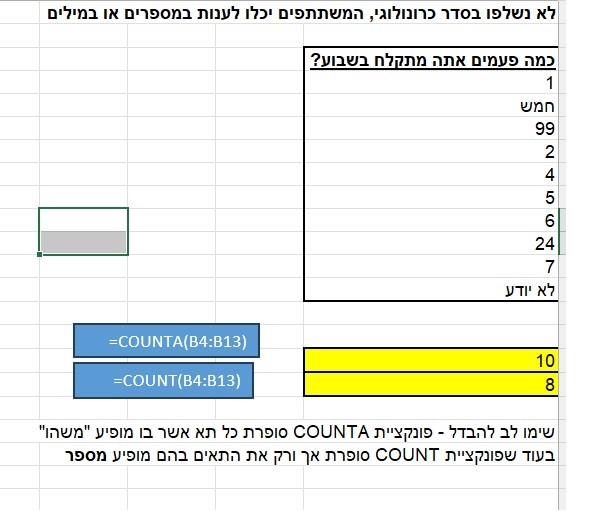 לא נשלפו בסדר כרונולוגי, המשתתפים יכלו לענות במספרים או במילים
כמה פעמים אתה מתקלח בשבוע?
1
חמש
99
2
4
5
6
24
7
לא יודע
=COUNTA(B4:B13)
10
=COUNT(B4:B13)
8
שימו לב להבדל - פונקציית COUNTA סופרת כל תא אשר בו מופיע "משהו"
בעוד שפונקציית COUNT סופרת אך ורק את התאים בהם מופיע מספר